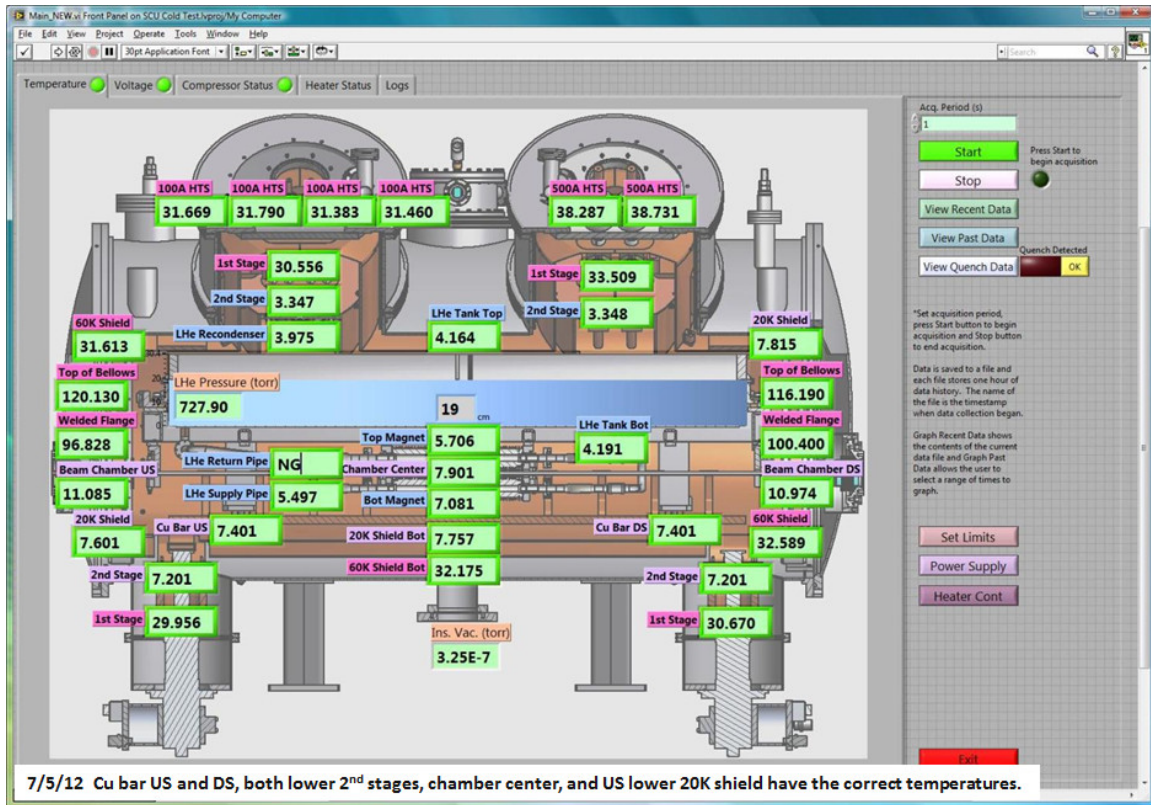 Main_NEW.vi Front Panel on SCU Cold Test.lvproj/My Computer
File Edit View Project Operate Tools Window Help
30pt Application Font
Search
Temperature Voltage Compressor Status Heater Status Logs
Acq. Period (s)
1
Start
Press Start to
begin acquisition
Stop
View Recent Data
View Past Data
Quench Detected
View Quench Data
OK
*Set acquisition period,
press Start button to begin
acquisition and Stop button
to end acquisition.
Data is saved to a file and
each file stores one hour of
data history. The name of
the file is the timestamp
when data collection began.
Graph Recent Data shows
the contents of the current
data file and Graph Past
Data allows the user to
select a range of times to
graph.
Set Limits
Power Supply
Heater Cont
Exit
100A HTS 100A HTS 100A HTS 100A HTS
31.669 31.790 31.383 31.460
500A HTS 500A HTS
38.287 38.731
1st Stage 30.556
1st Stage 33.509
2nd Stage 3.347
2nd Stage 3.348
LHe Recondenser 3.975
LHe Tank Top
4.164
60K Shield
31.613
20K Shield
7.815
Top of Bellows
120.130
Top of Bellows
116.190
LHe Pressure (torr)
727.90
19 cm
Welded Flange
96.828
Welded Flange
100.400
Top Magnet 5.706
LHe Tank Bot
4.191
LHe Return Pipe NG
Chamber Center 7.901
Beam Chamber US
11.085
Beam Chamber DS
10.974
LHe Supply Pipe 5.497
Bot Magnet 7.081
20K Shield
7.601
60K Shield
32.589
Cu Bar US 7.401
20K Shield Bot 7.757
Cu Bar DS 7.401
60K Shield Bot 32.175
2nd Stage 7.201
2nd Stage 7.201
1st Stage 29.956
1st Stage 30.670
Ins. Vac. (torr)
3.25E-7
7/5/12 Cu bar US and DS, both lower 2nd stages, chamber center, and US lower 20K shield have the correct temperatures.